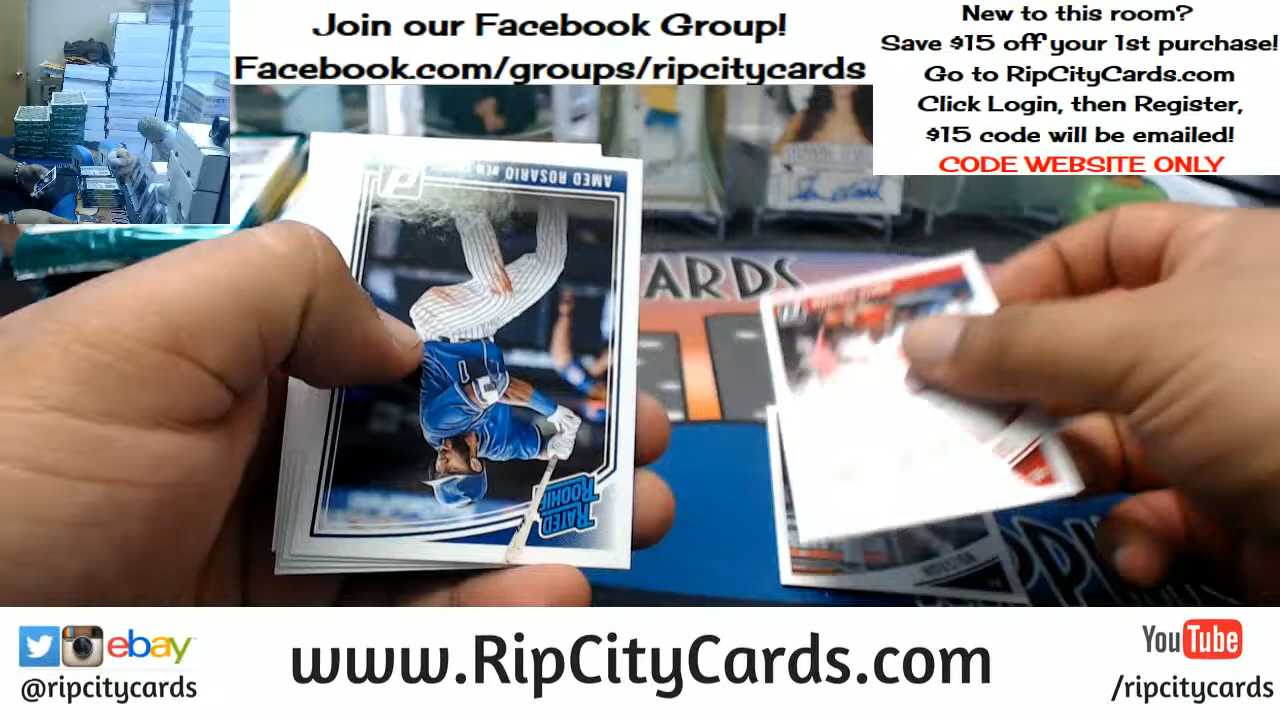 Join our Facebook Group!
Facebook.com/groups/ripcitycards
New to this room?
Save $15 off your 1st purchase!
Go to RipCityCards.com
Click Login, then Register,
$15 code will be emailed!
CODE WEBSITE ONLY
AMED ROSARIO
RATED
ROOKIE
ARDS
HOUSTON
ebay
@ripcitycards
www.RipCityCards.com
YouTube
/ripcitycards